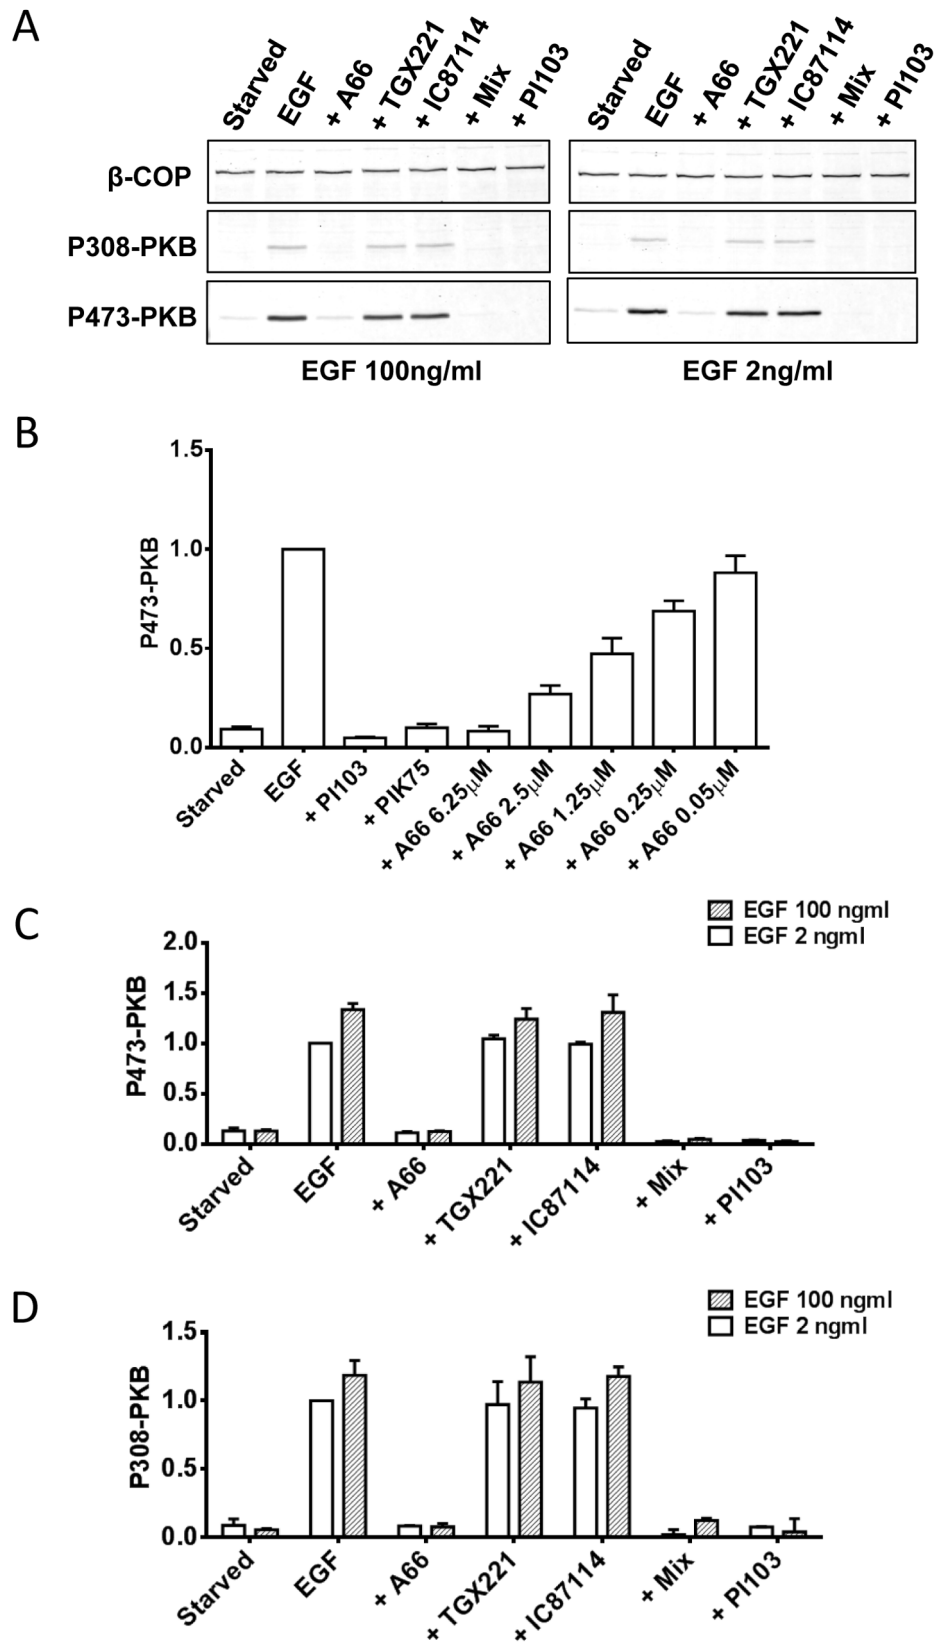 A
Starved EGF + A66 + TGX221 + IC87114 + Mix + PI103 Starved EGF + A66 + TGX221 + IC87114 + Mix + PI103
β-COP
P308-PKB
P473-PKB
EGF 100ng/ml EGF 2ng/ml
B
1.5
1.0
0.5
0.0
P473-PKB
Starved EGF + PI103 + PIK75 + A66 6.25μM + A66 2.5μM + A66 1.25μM + A66 0.25μM + A66 0.05μM
C
EGF 100 ngml
EGF 2 ngml
2.0
1.5
1.0
0.5
0.0
P473-PKB
Starved EGF + A66 + TGX221 + IC87114 + Mix + PI103
D
EGF 100 ngml
EGF 2 ngml
1.5
1.0
0.5
0.0
P308-PKB
Starved EGF + A66 + TGX221 + IC87114 + Mix + PI103